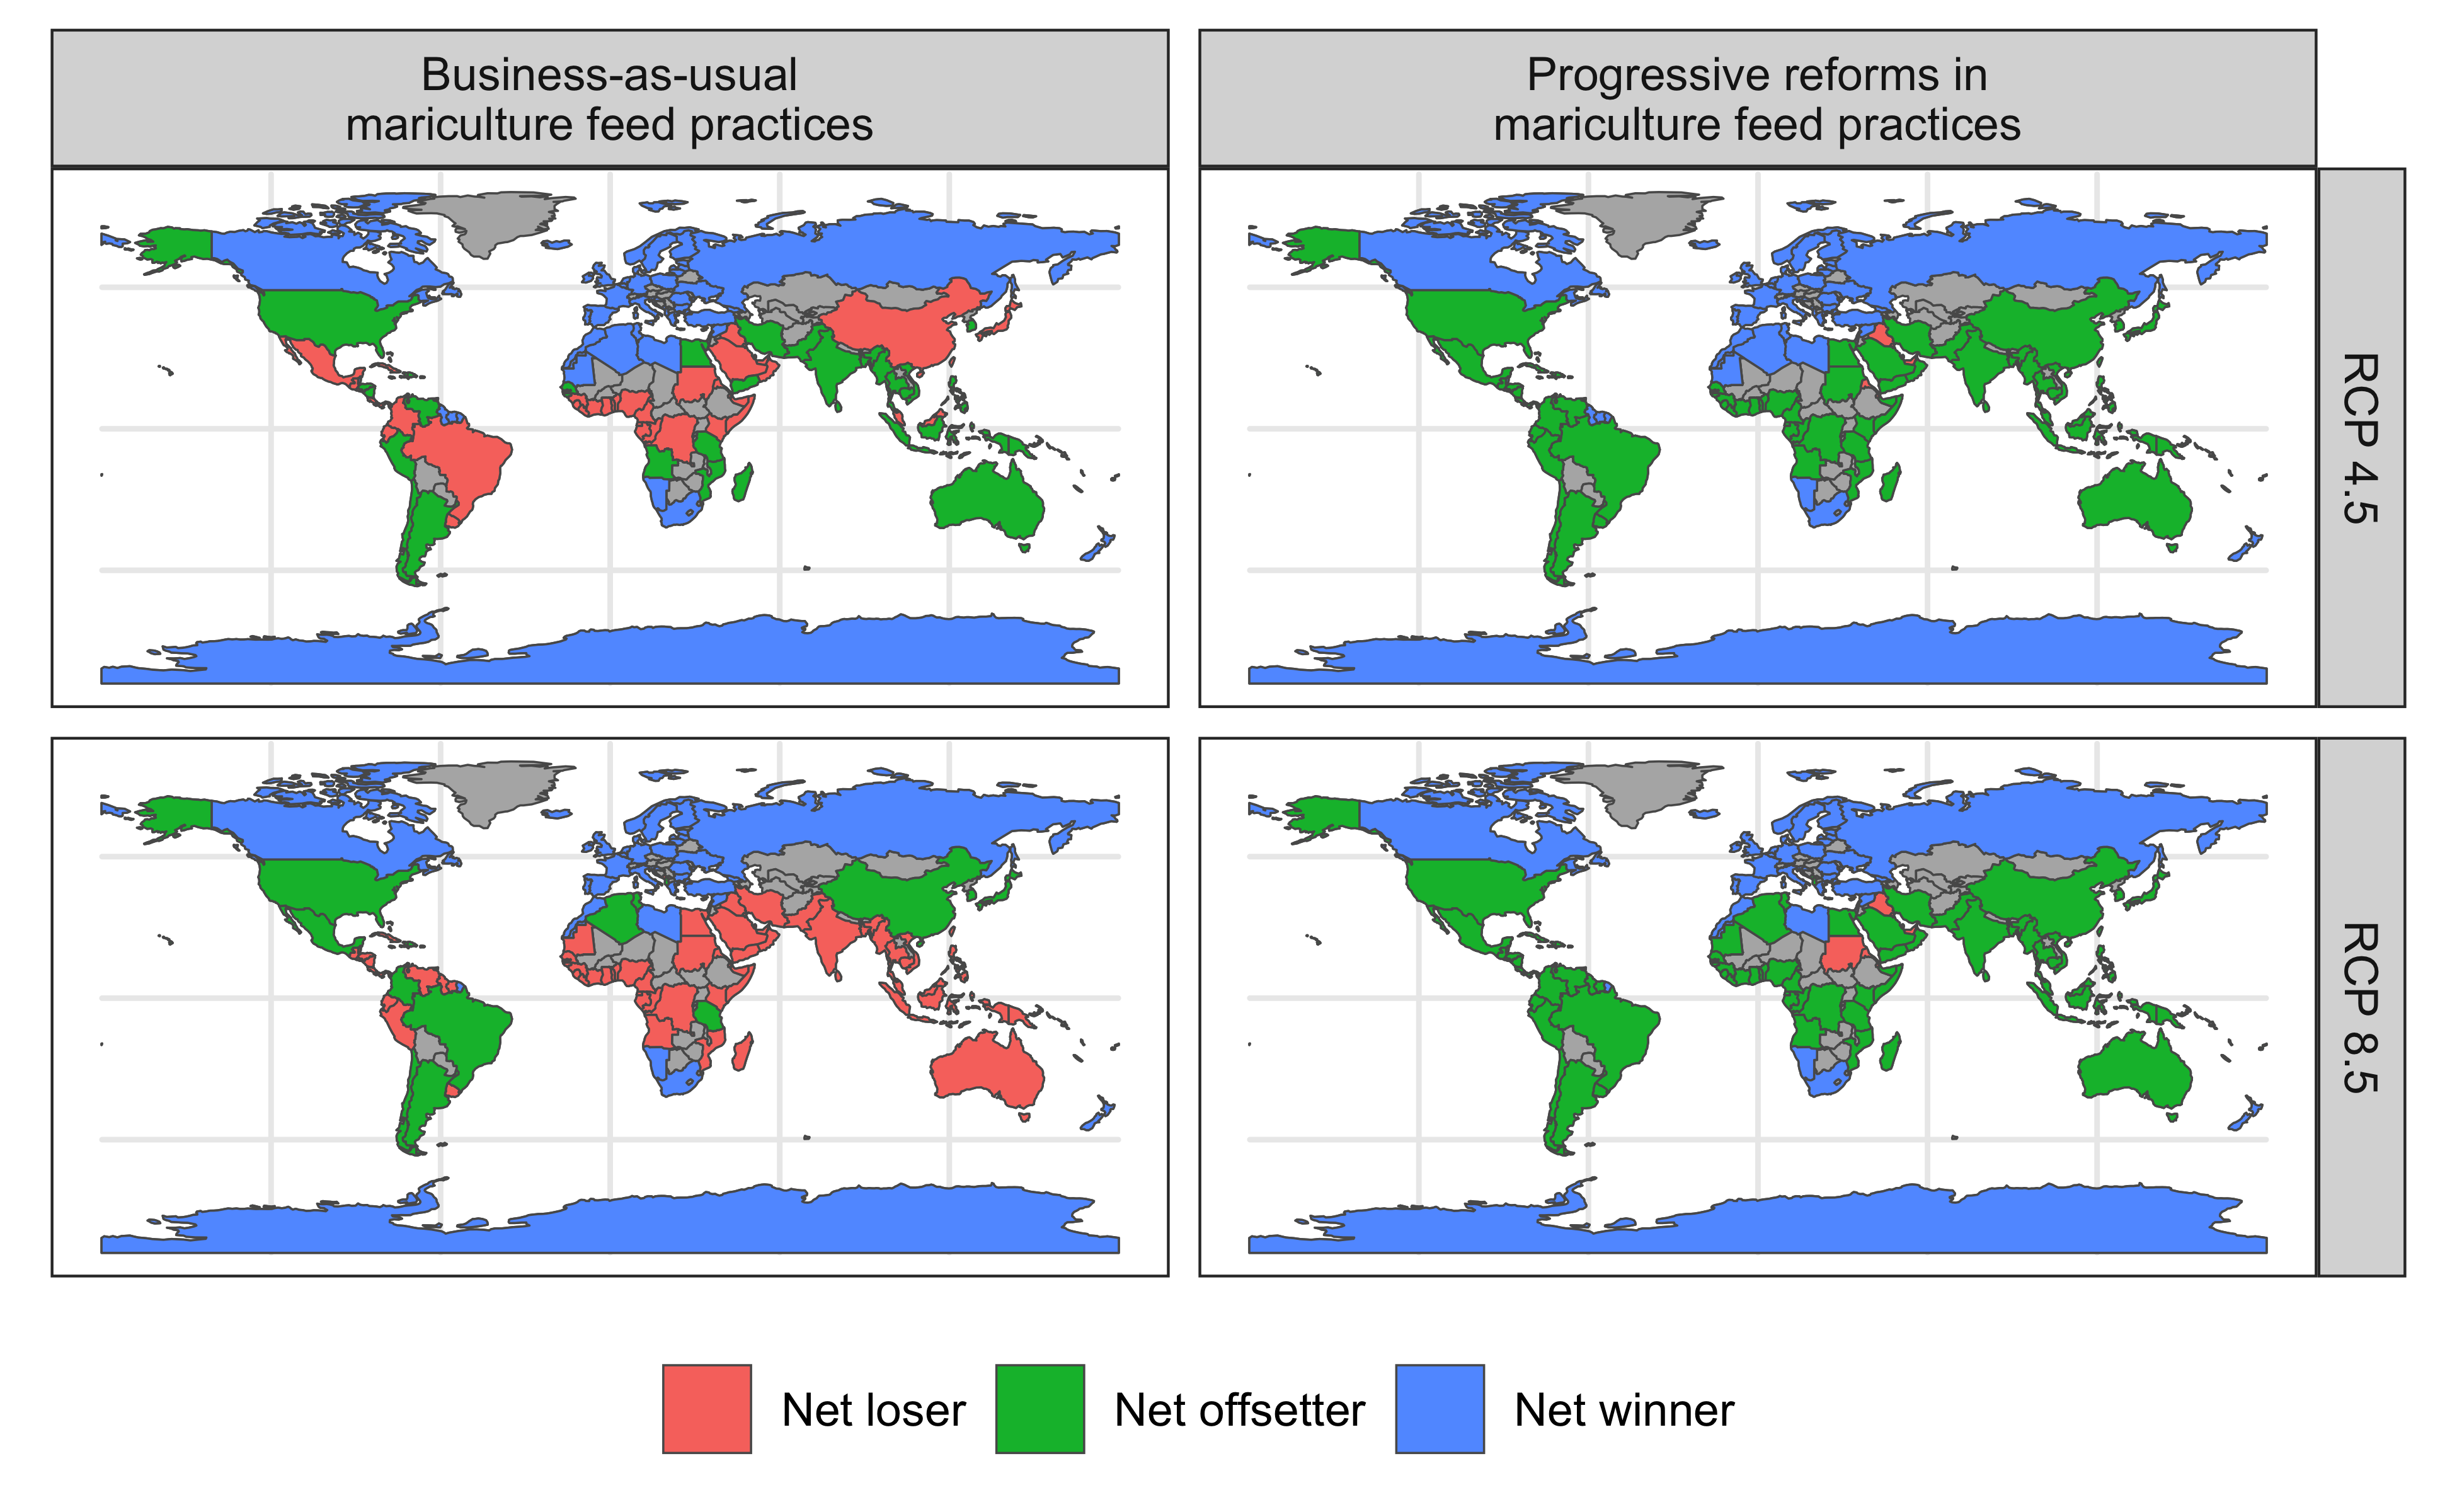 Business-as-usual
mariculture feed practices
Progressive reforms in
mariculture feed practices
RCP 4.5
RCP 8.5
Net loser
Net offsetter
Net winner